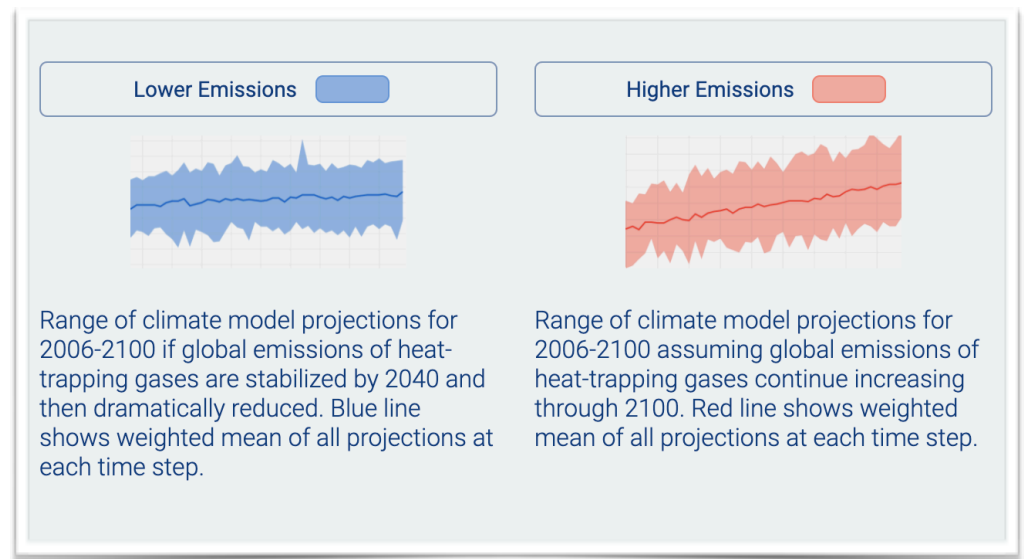 Lower Emissions
Range of climate model projections for
2006-2100 if global emissions of heat-
trapping gases are stabilized by 2040 and
then dramatically reduced. Blue line
shows weighted mean of all projections at
each time step.
Higher Emissions
Range of climate model projections for
2006-2100 assuming global emissions of
heat-trapping gases continue increasing
through 2100. Red line shows weighted
mean of all projections at each time step.